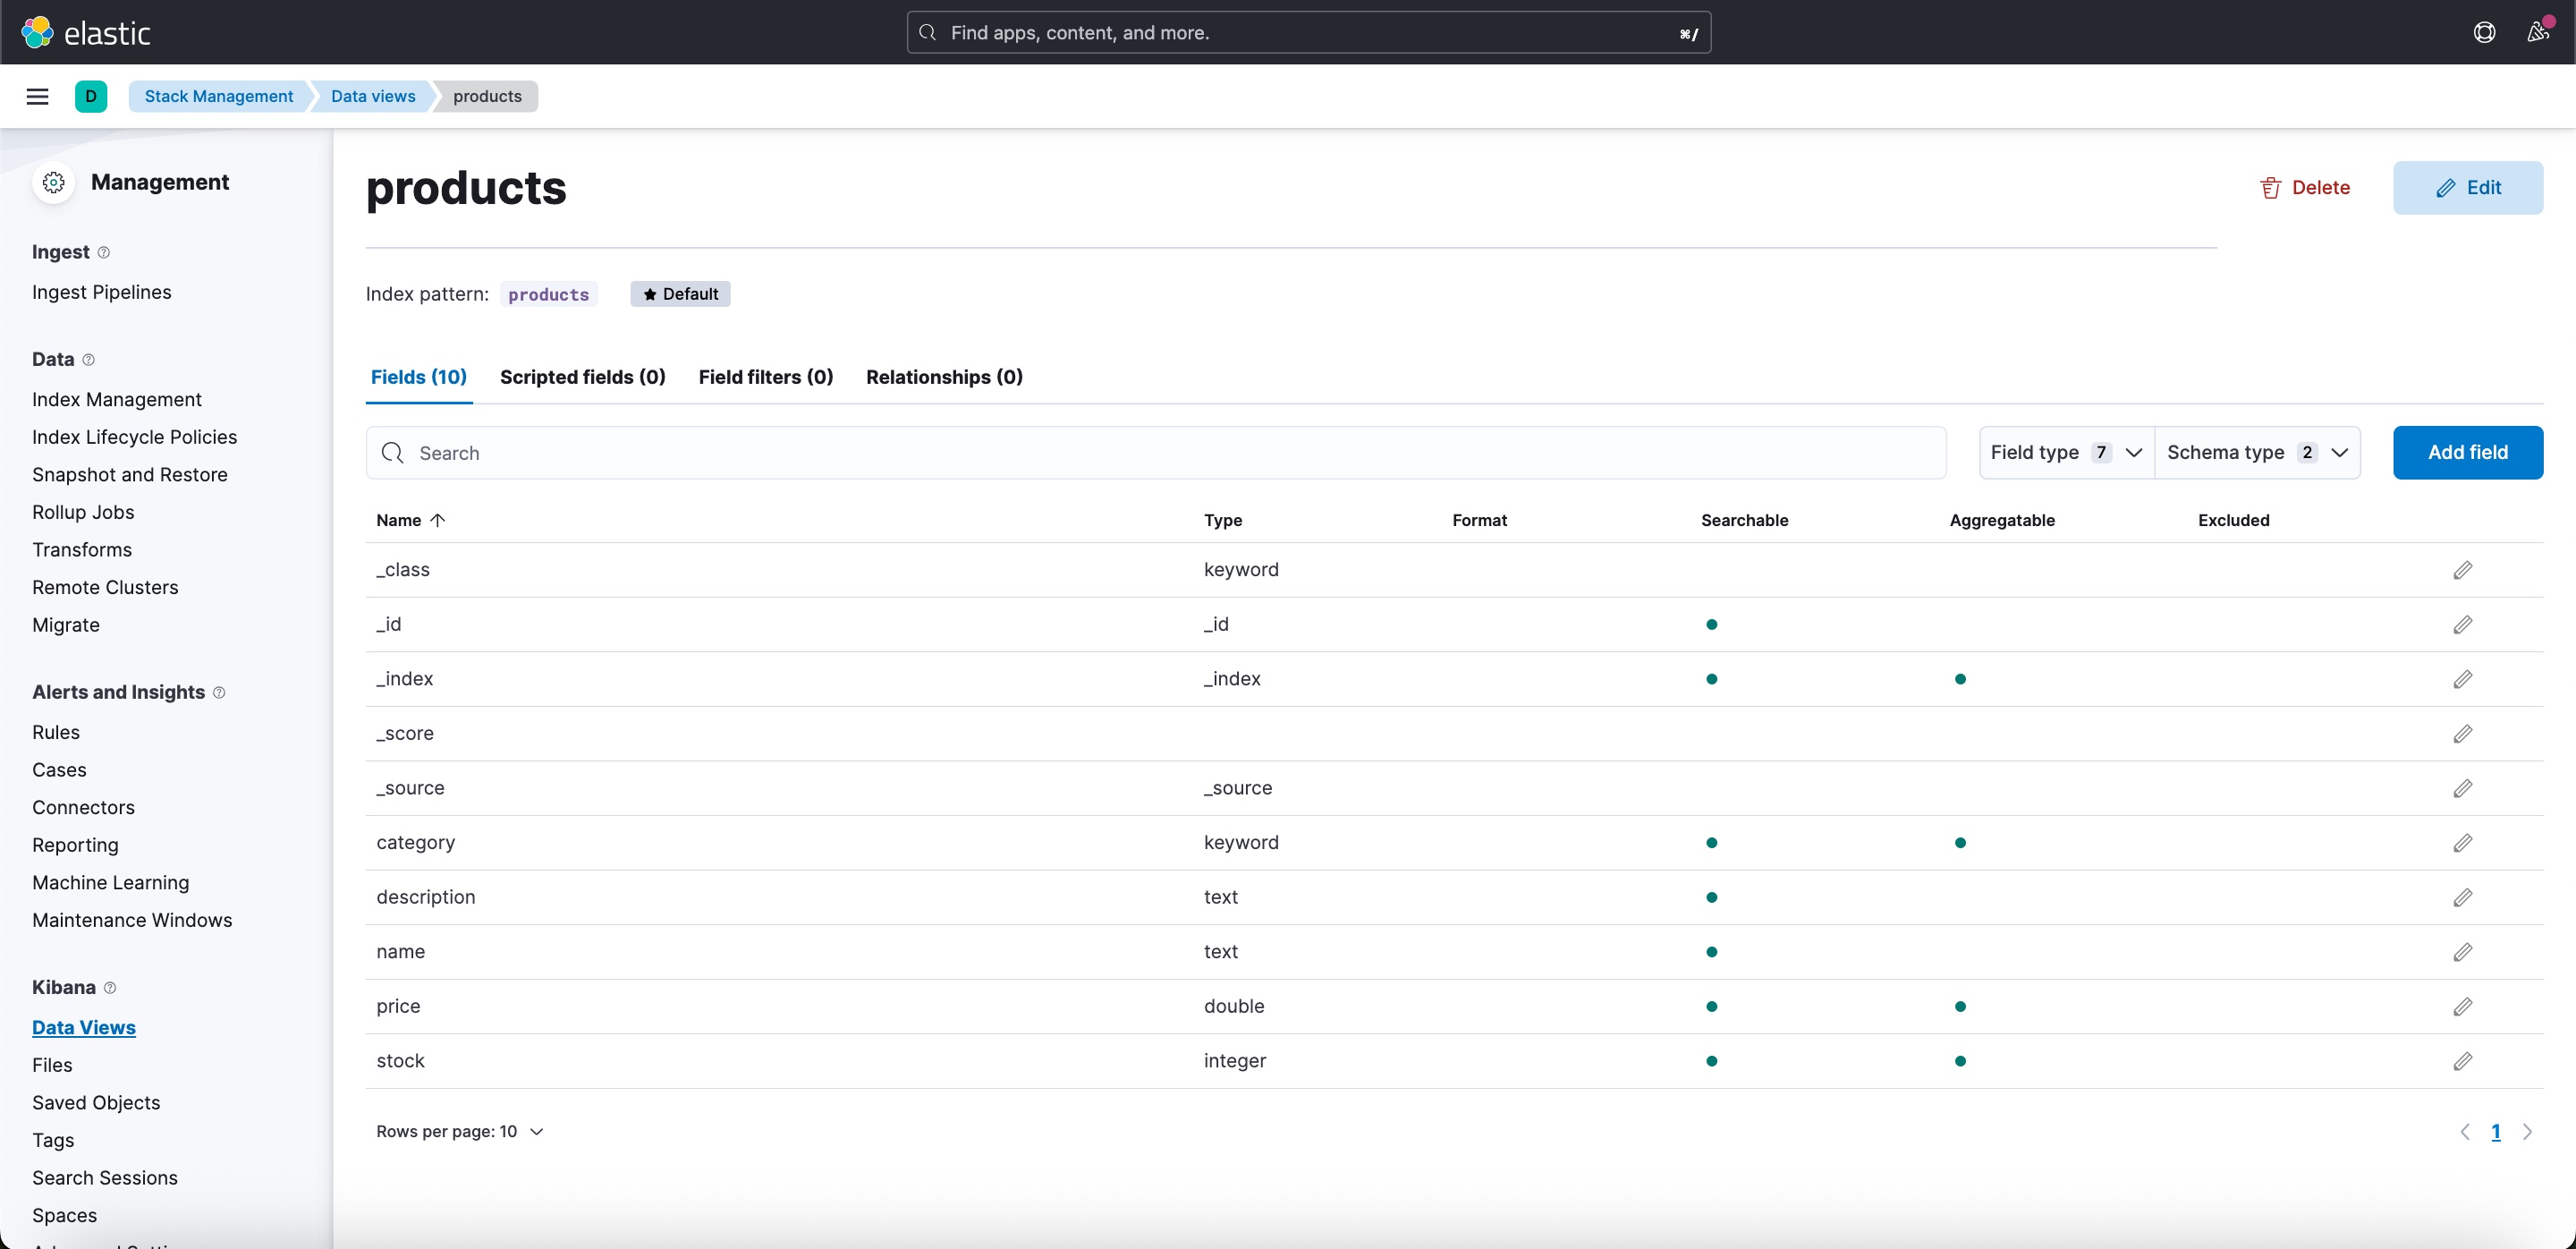 elastic
Find apps, content, and more.
⌘/
D
Stack Management
Data views
products
Management
Ingest
Ingest Pipelines
Data
Index Management
Index Lifecycle Policies
Snapshot and Restore
Rollup Jobs
Transforms
Remote Clusters
Migrate
Alerts and Insights
Rules
Cases
Connectors
Reporting
Machine Learning
Maintenance Windows
Kibana
Data Views
Files
Saved Objects
Tags
Search Sessions
Spaces
products
Delete
Edit
Index pattern: products
Default
Fields (10) Scripted fields (0) Field filters (0) Relationships (0)
Search
Field type 7
Schema type 2
Add field
Name Type Format Searchable Aggregatable Excluded
_class keyword
_id _id
_index _index
_score
_source _source
category keyword
description text
name text
price double
stock integer
Rows per page: 10
1